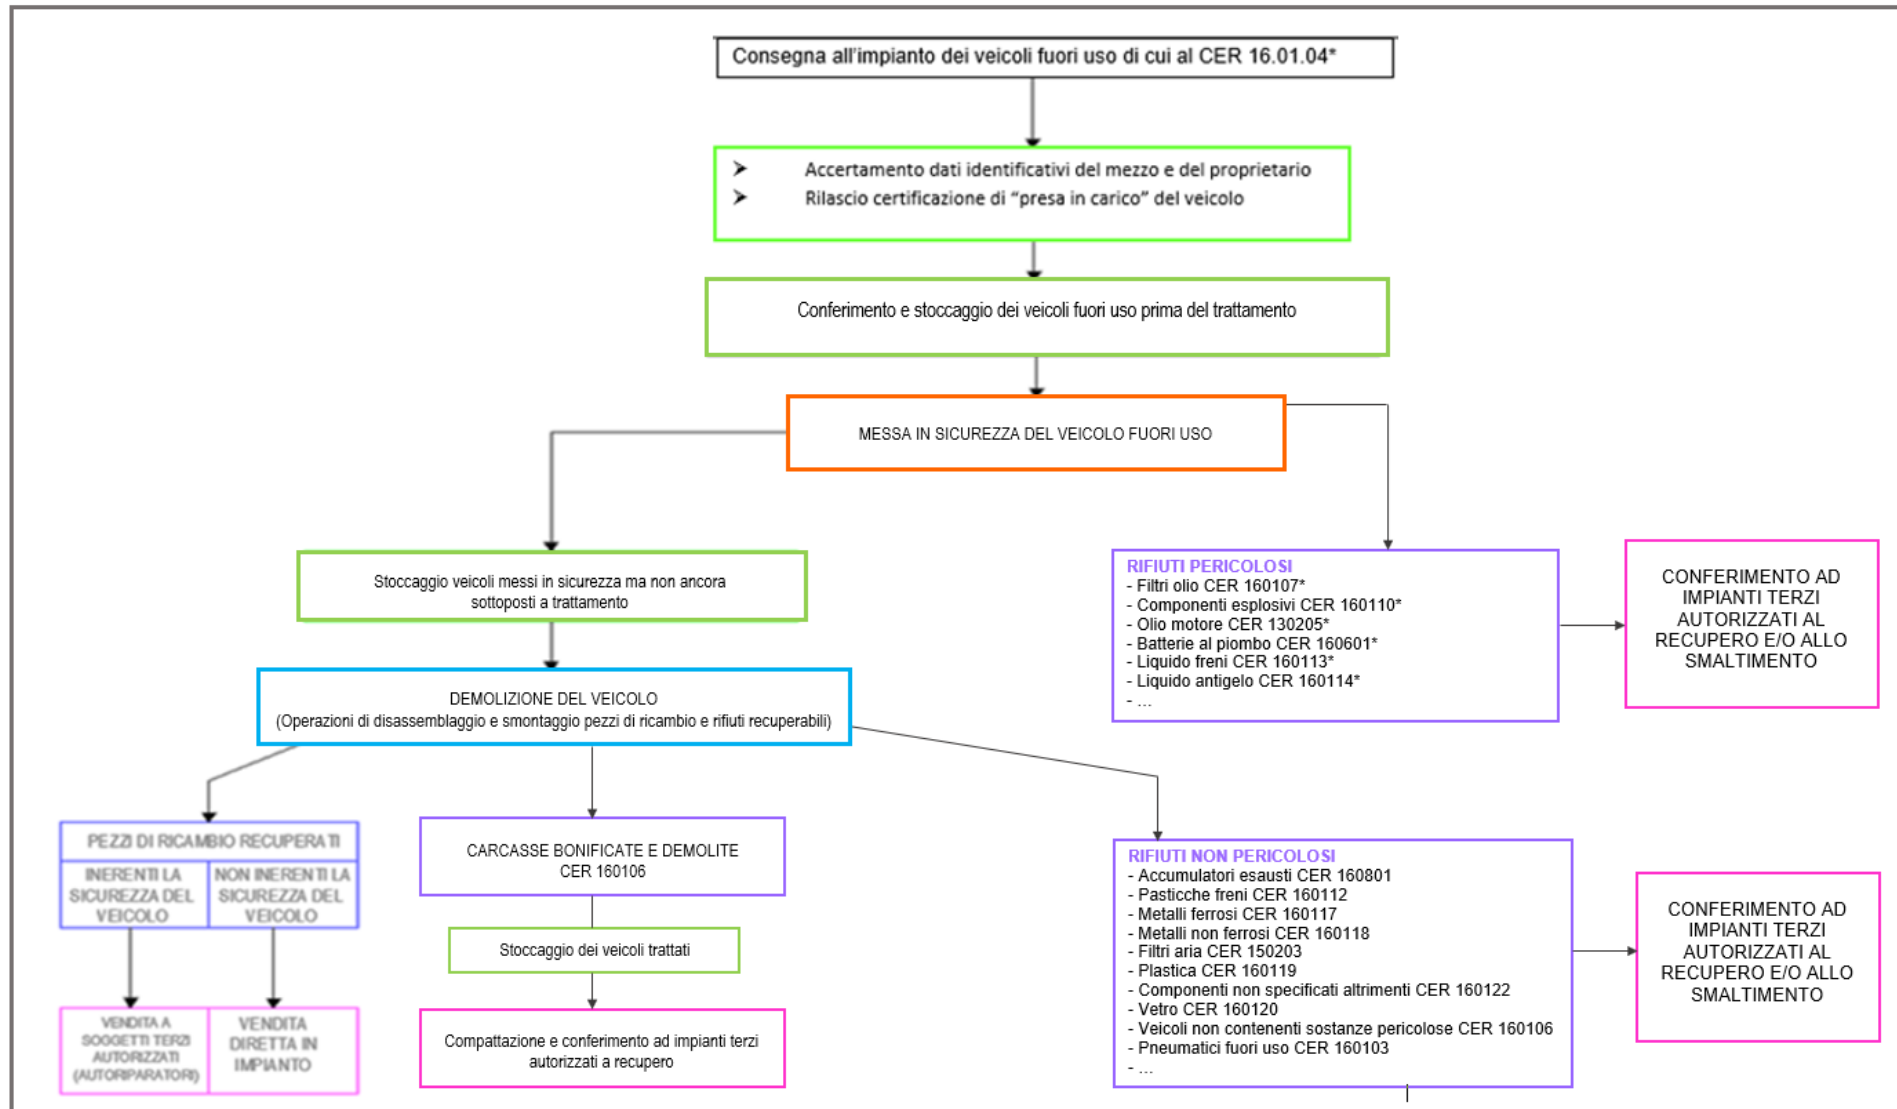 Consegna all'impianto dei veicoli fuori uso di cui al CER 16.01.04*
➢ Accertamento dati identificativi del mezzo e del proprietario
➢ Rilascio certificazione di “presa in carico” del veicolo
Conferimento e stoccaggio dei veicoli fuori uso prima del trattamento
MESSA IN SICUREZZA DEL VEICOLO FUORI USO
Stoccaggio veicoli messi in sicurezza ma non ancora
sottoposti a trattamento
RIFIUTI PERICOLOSI
- Filtri olio CER 160107*
- Componenti esplosivi CER 160110*
- Olio motore CER 130205*
- Batterie al piombo CER 160601*
- Liquido freni CER 160113*
- Liquido antigelo CER 160114*
- ...
CONFERIMENTO AD
IMPIANTI TERZI
AUTORIZZATI AL
RECUPERO E/O ALLO
SMALTIMENTO
DEMOLIZIONE DEL VEICOLO
(Operazioni di disassemblaggio e smontaggio pezzi di ricambio e rifiuti recuperabili)
PEZZI DI RICAMBIO RECUPERATI
INERENTI LA
SICUREZZA DEL
VEICOLO
NON INERENTI LA
SICUREZZA DEL
VEICOLO
VENDITA A
SOGGETTI TERZI
AUTORIZZATI
(AUTORIPARATORI)
VENDITA
DIRETTA IN
IMPIANTO
CARCASSE BONIFICATE E DEMOLITE
CER 160106
Stoccaggio dei veicoli trattati
Compattazione e conferimento ad impianti terzi
autorizzati a recupero
RIFIUTI NON PERICOLOSI
- Accumulatori esausti CER 160801
- Pasticche freni CER 160112
- Metalli ferrosi CER 160117
- Metalli non ferrosi CER 160118
- Filtri aria CER 150203
- Plastica CER 160119
- Componenti non specificati altrimenti CER 160122
- Vetro CER 160120
- Veicoli non contenenti sostanze pericolose CER 160106
- Pneumatici fuori uso CER 160103
- ...
CONFERIMENTO AD
IMPIANTI TERZI
AUTORIZZATI AL
RECUPERO E/O ALLO
SMALTIMENTO